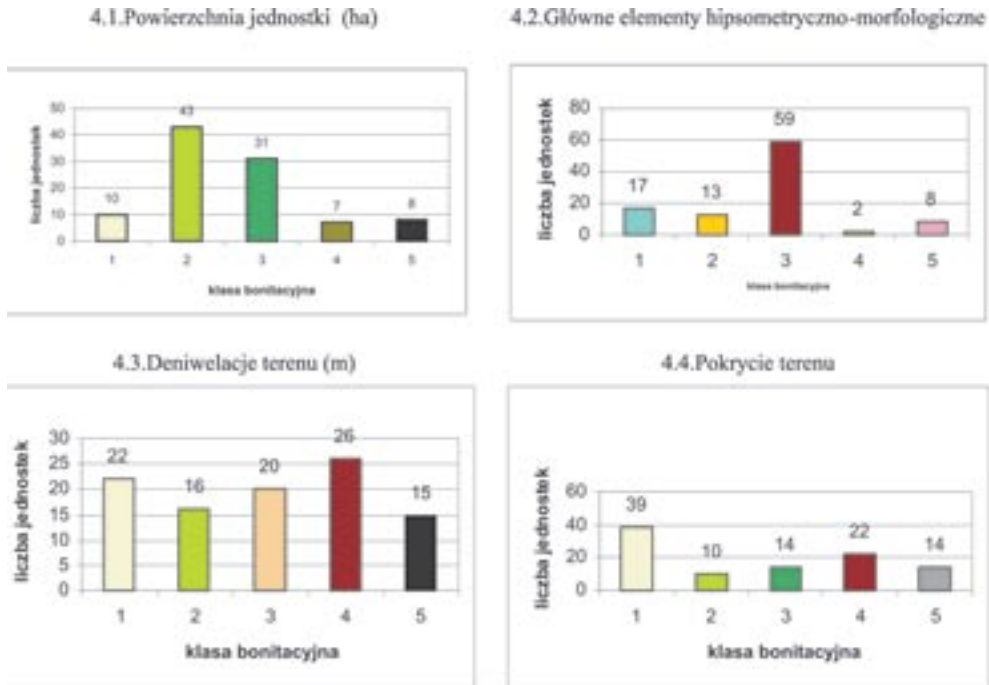 4.1.Powierzchnia jednostki (ha)
50
40
30
20
10
0
10
43
31
7
8
1 2 3 4 5
liczba jednostek
klasa bonitacyjna
4.2.Główne elementy hipsometryczno-morfologiczne
80
60
40
20
0
17
13
59
2
8
1 2 3 4 5
liczba jednostek
klasa bonitacyjna
4.3.Deniwelacje terenu (m)
30
25
20
15
10
5
0
22
16
20
26
15
1 2 3 4 5
liczba jednostek
klasa bonitacyjna
4.4.Pokrycie terenu
60
40
20
0
39
10
14
22
14
1 2 3 4 5
liczba jednostek
klasa bonitacyjna